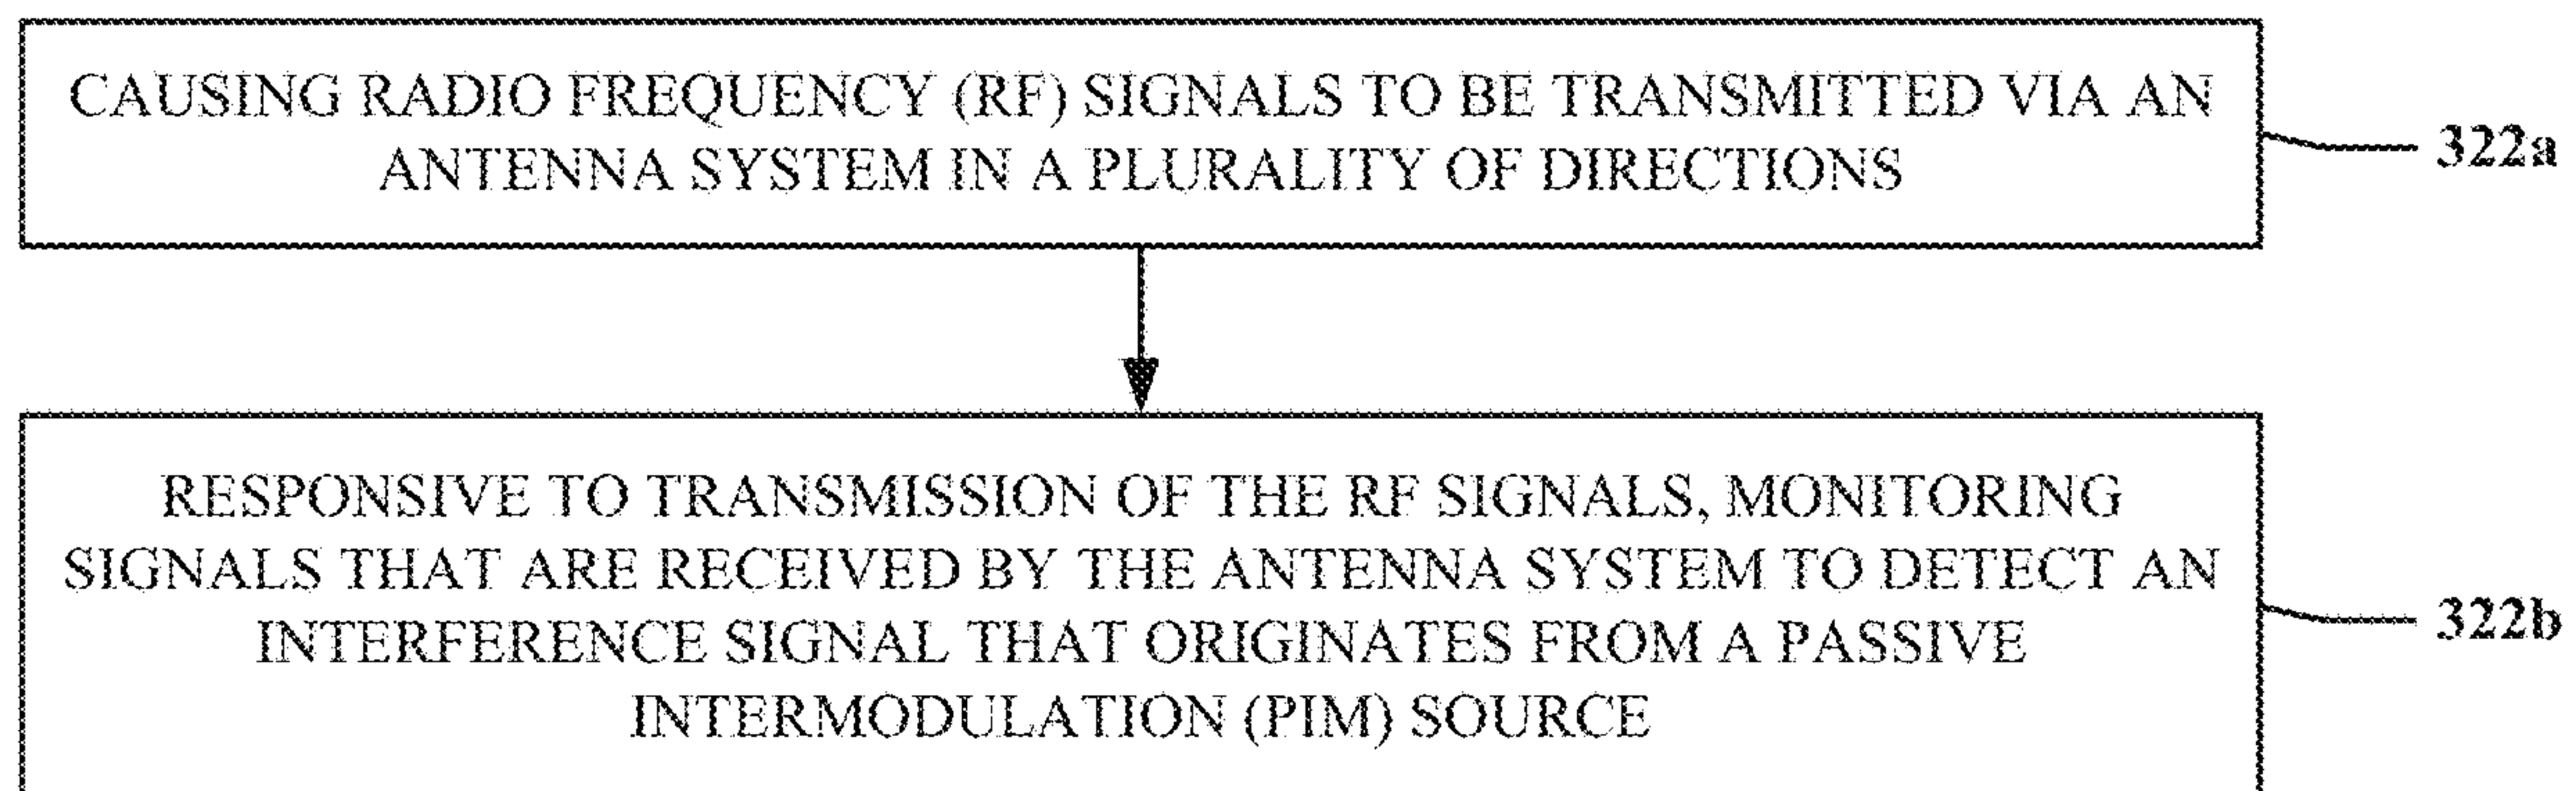 CAUSING RADIO FREQUENCY (RF) SIGNALS TO BE TRANSMITTED VIA AN
ANTENNA SYSTEM IN A PLURALITY OF DIRECTIONS
322a
RESPONSIVE TO TRANSMISSION OF THE RF SIGNALS, MONITORING
SIGNALS THAT ARE RECEIVED BY THE ANTENNA SYSTEM TO DETECT AN
INTERFERENCE SIGNAL THAT ORIGINATES FROM A PASSIVE
INTERMODULATION (PIM) SOURCE
322b